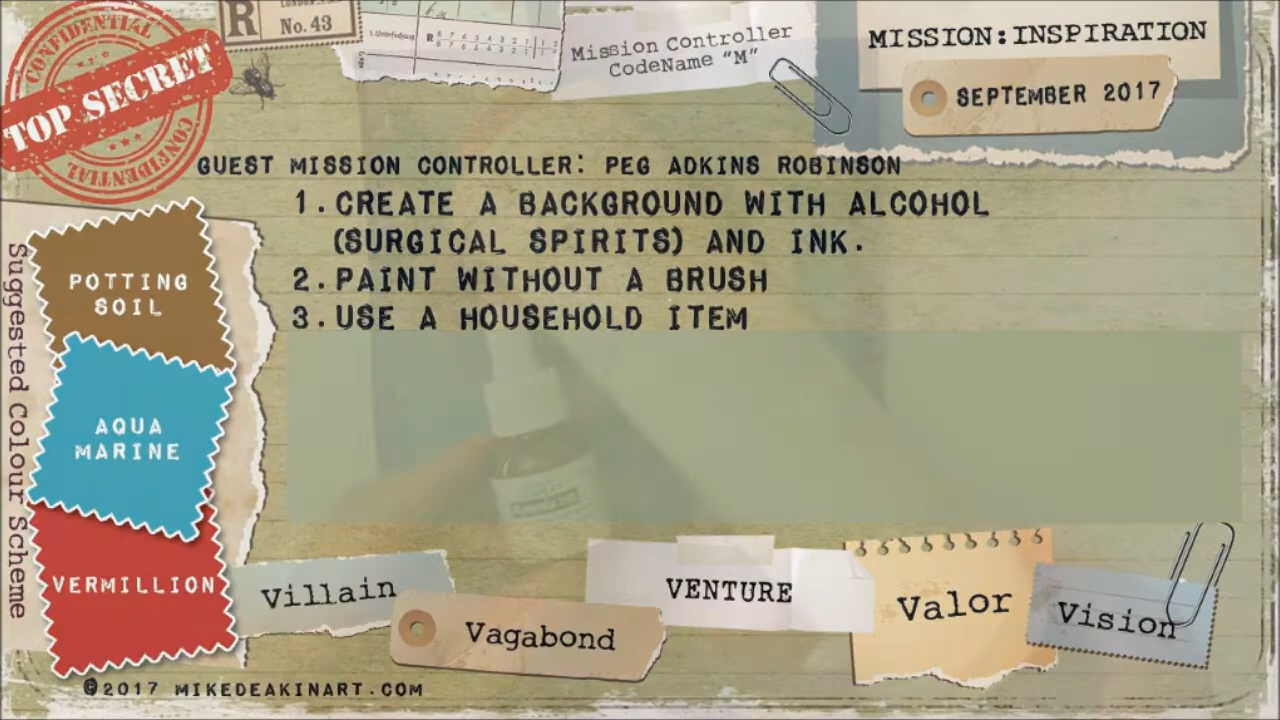 CONFIDENTIAL
TOP SECRET
CONFIDENTIAL
R
No. 43
Mission Controller
CodeName "M"
MISSION:INSPIRATION
SEPTEMBER 2017
GUEST MISSION CONTROLLER: PEG ADKINS ROBINSON
1. CREATE A BACKGROUND WITH ALCOHOL
(SURGICAL SPIRITS) AND INK.
2. PAINT WITHOUT A BRUSH
3. USE A HOUSEHOLD ITEM
Suggested Colour Scheme
POTTING
SOIL
AQUA
MARINE
VERMILLION
Villain
Vagabond
VENTURE
Valor
Vision
©2017 MIKEDEAKINART.COM